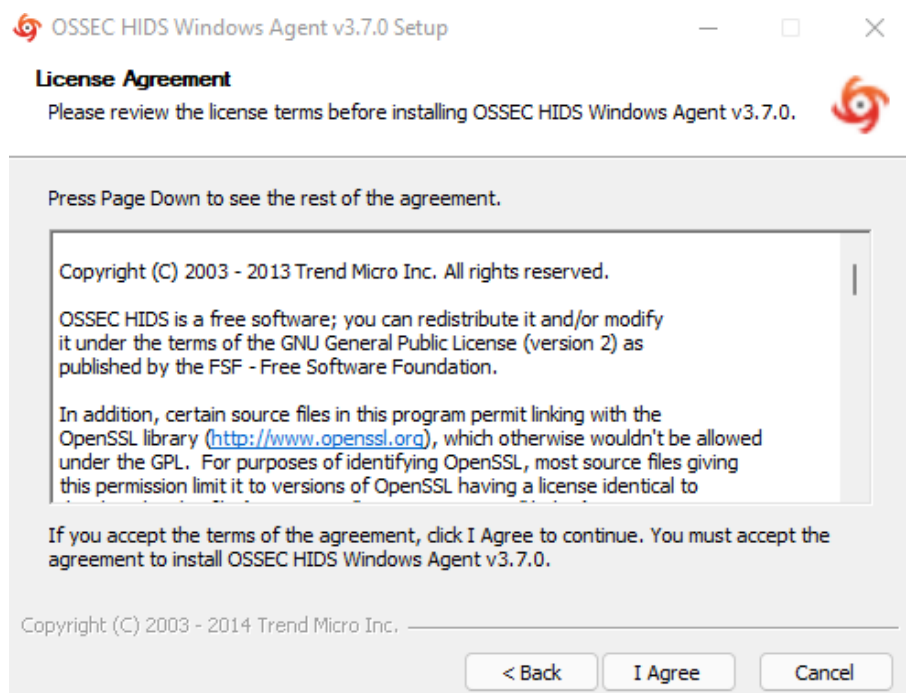 OSSEC HIDS Windows Agent v3.7.0 Setup
License Agreement
Please review the license terms before installing OSSEC HIDS Windows Agent v3.7.0.
Press Page Down to see the rest of the agreement.
Copyright (C) 2003 - 2013 Trend Micro Inc. All rights reserved.
OSSEC HIDS is a free software; you can redistribute it and/or modify
it under the terms of the GNU General Public License (version 2) as
published by the FSF - Free Software Foundation.
In addition, certain source files in this program permit linking with the
OpenSSL library (http://www.openssl.org), which otherwise wouldn't be allowed
under the GPL.  For purposes of identifying OpenSSL, most source files giving
this permission limit it to versions of OpenSSL having a license identical to
If you accept the terms of the agreement, click I Agree to continue. You must accept the
agreement to install OSSEC HIDS Windows Agent v3.7.0.
Copyright (C) 2003 - 2014 Trend Micro Inc.
< Back
I Agree
Cancel